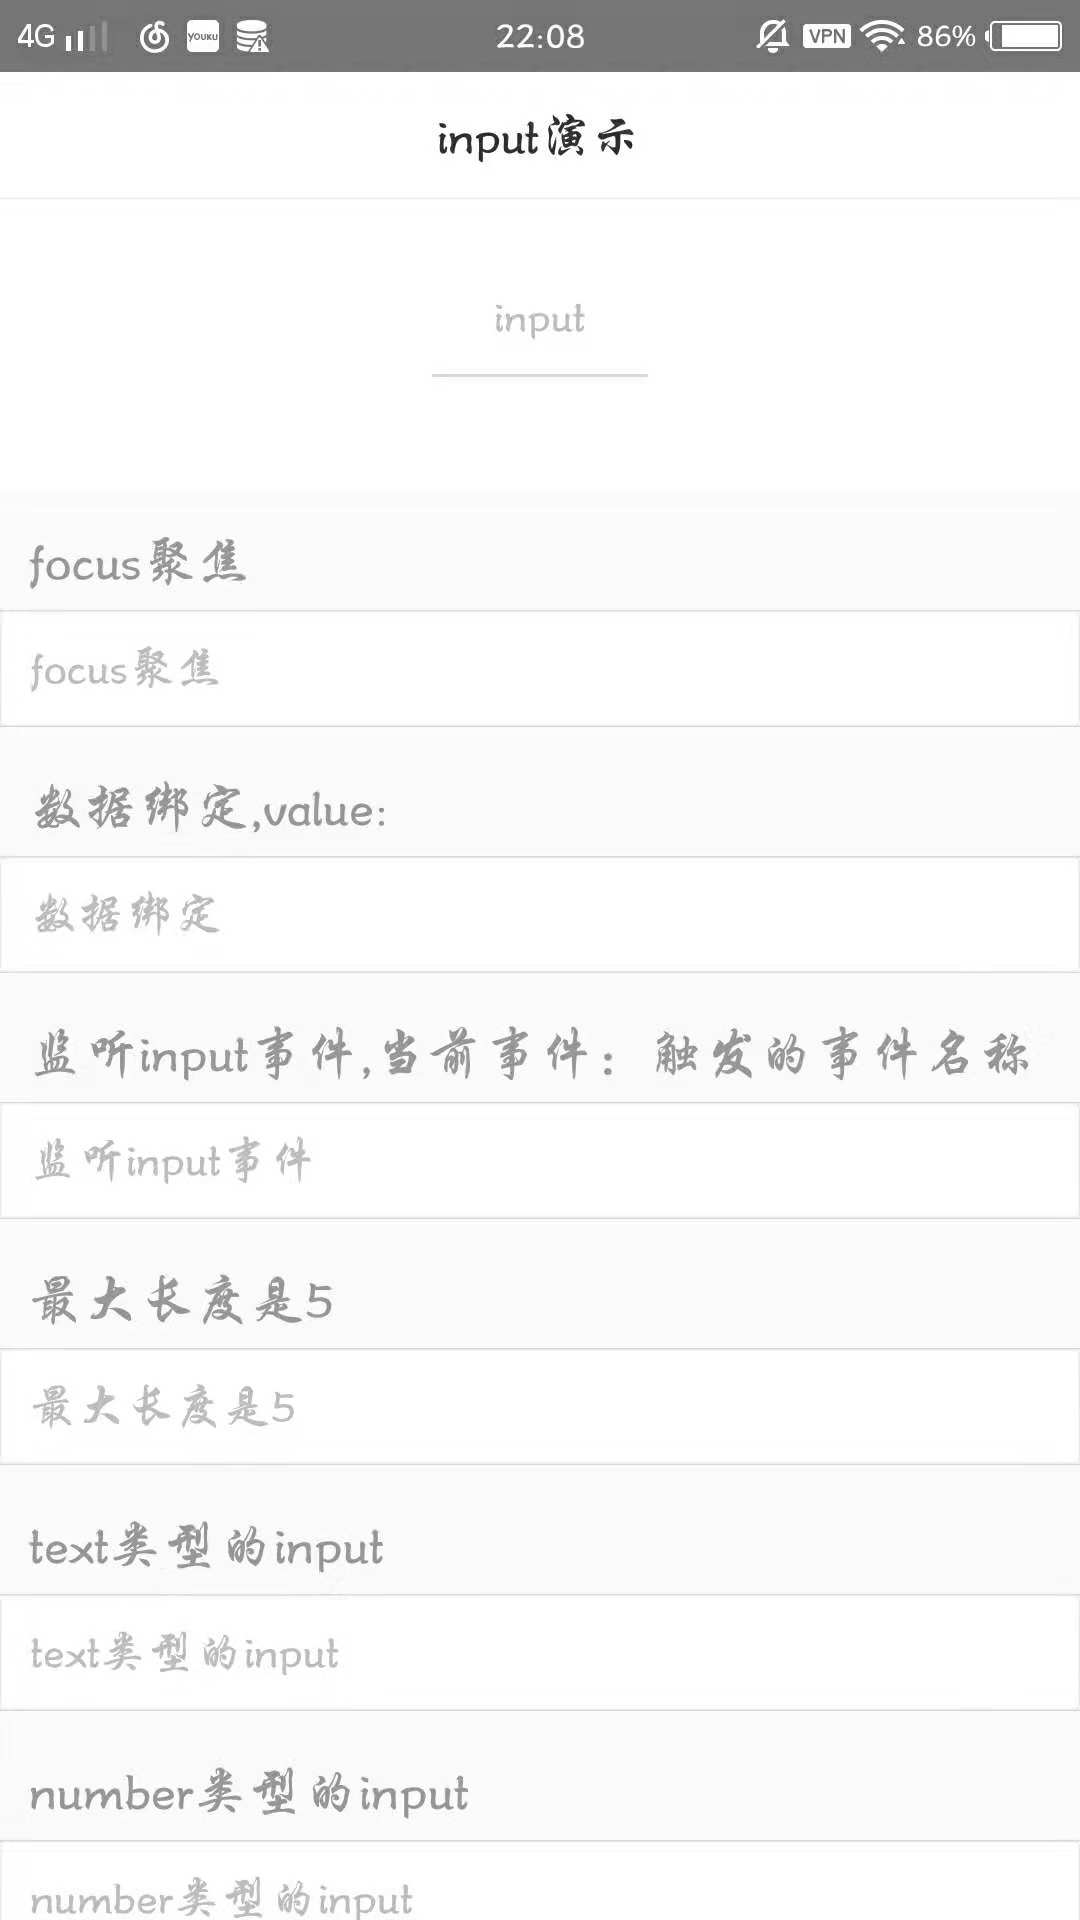 4G YOUKU 22:08 VPN 86%
input演示
input
focus聚焦
focus聚焦
数据绑定,value:
数据绑定
监听input事件,当前事件：触发的事件名称
监听input事件
最大长度是5
最大长度是5
text类型的input
text类型的input
number类型的input
number类型的input